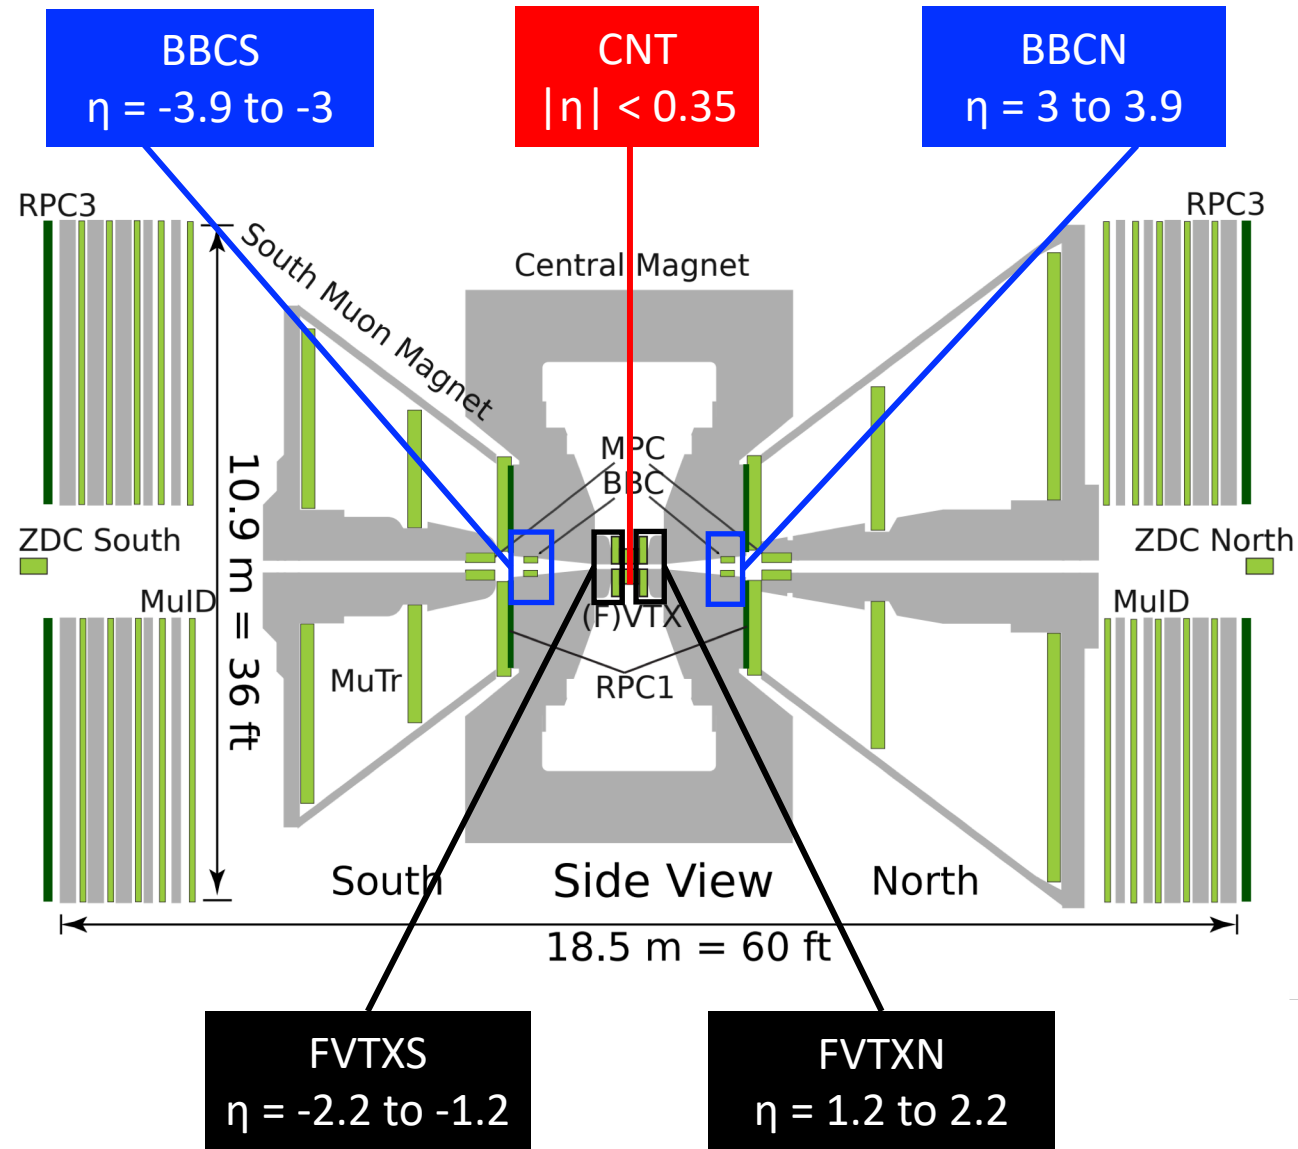 BBCS
η = -3.9 to -3
CNT
|η| < 0.35
BBCN
η = 3 to 3.9
RPC3
RPC3
South Muon Magnet
Central Magnet
MPC
BBC
10.9 m = 36 ft
ZDC South
ZDC North
MuID
MuID
(F)VTX
MuTr
RPC1
South
Side View
North
18.5 m = 60 ft
FVTXS
η = -2.2 to -1.2
FVTXN
η = 1.2 to 2.2